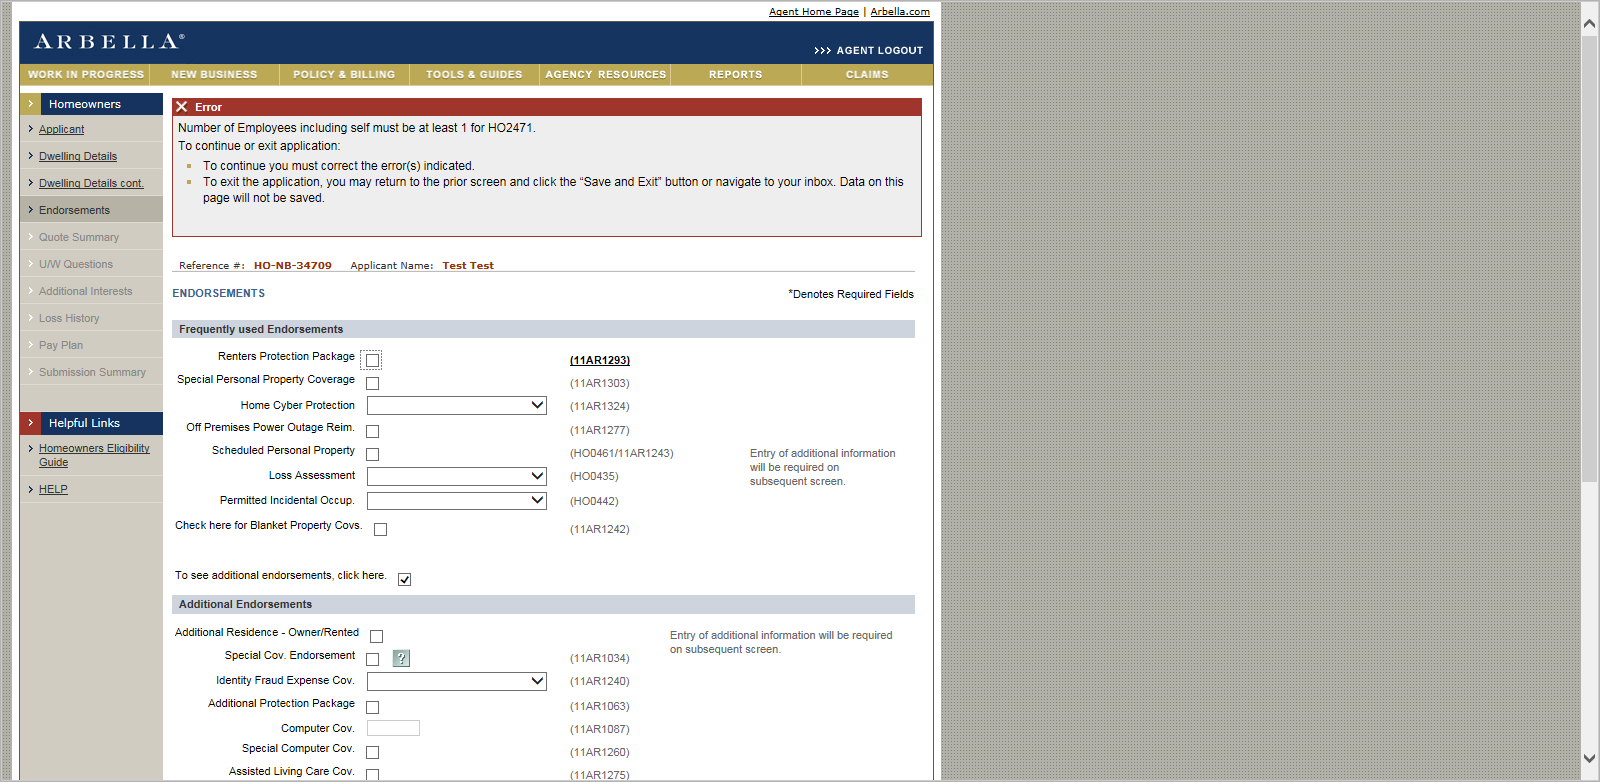 Agent Home Page | Arbella.com
ARBELLA®
>>> AGENT LOGOUT
WORK IN PROGRESS NEW BUSINESS POLICY & BILLING TOOLS & GUIDES AGENCY RESOURCES REPORTS CLAIMS
Homeowners
Applicant
Dwelling Details
Dwelling Details cont.
Endorsements
Quote Summary
U/W Questions
Additional Interests
Loss History
Pay Plan
Submission Summary
Helpful Links
Homeowners Eligibility
Guide
HELP
Error
Number of Employees including self must be at least 1 for HO2471.
To continue or exit application:
To continue you must correct the error(s) indicated.
To exit the application, you may return to the prior screen and click the “Save and Exit” button or navigate to your inbox. Data on this
page will not be saved.
Reference #: HO-NB-34709 Applicant Name: Test Test
ENDORSEMENTS
*Denotes Required Fields
Frequently used Endorsements
Renters Protection Package (11AR1293)
Special Personal Property Coverage (11AR1303)
Home Cyber Protection (11AR1324)
Off Premises Power Outage Reim. (11AR1277)
Scheduled Personal Property (HO0461/11AR1243) Entry of additional information
will be required on
subsequent screen.
Loss Assessment (HO0435)
Permitted Incidental Occup. (HO0442)
Check here for Blanket Property Covs. (11AR1242)
To see additional endorsements, click here.
Additional Endorsements
Additional Residence - Owner/Rented Entry of additional information will be required
on subsequent screen.
Special Cov. Endorsement ? (11AR1034)
Identity Fraud Expense Cov. (11AR1240)
Additional Protection Package (11AR1063)
Computer Cov. (11AR1087)
Special Computer Cov. (11AR1260)
Assisted Living Care Cov. (11AR1275)